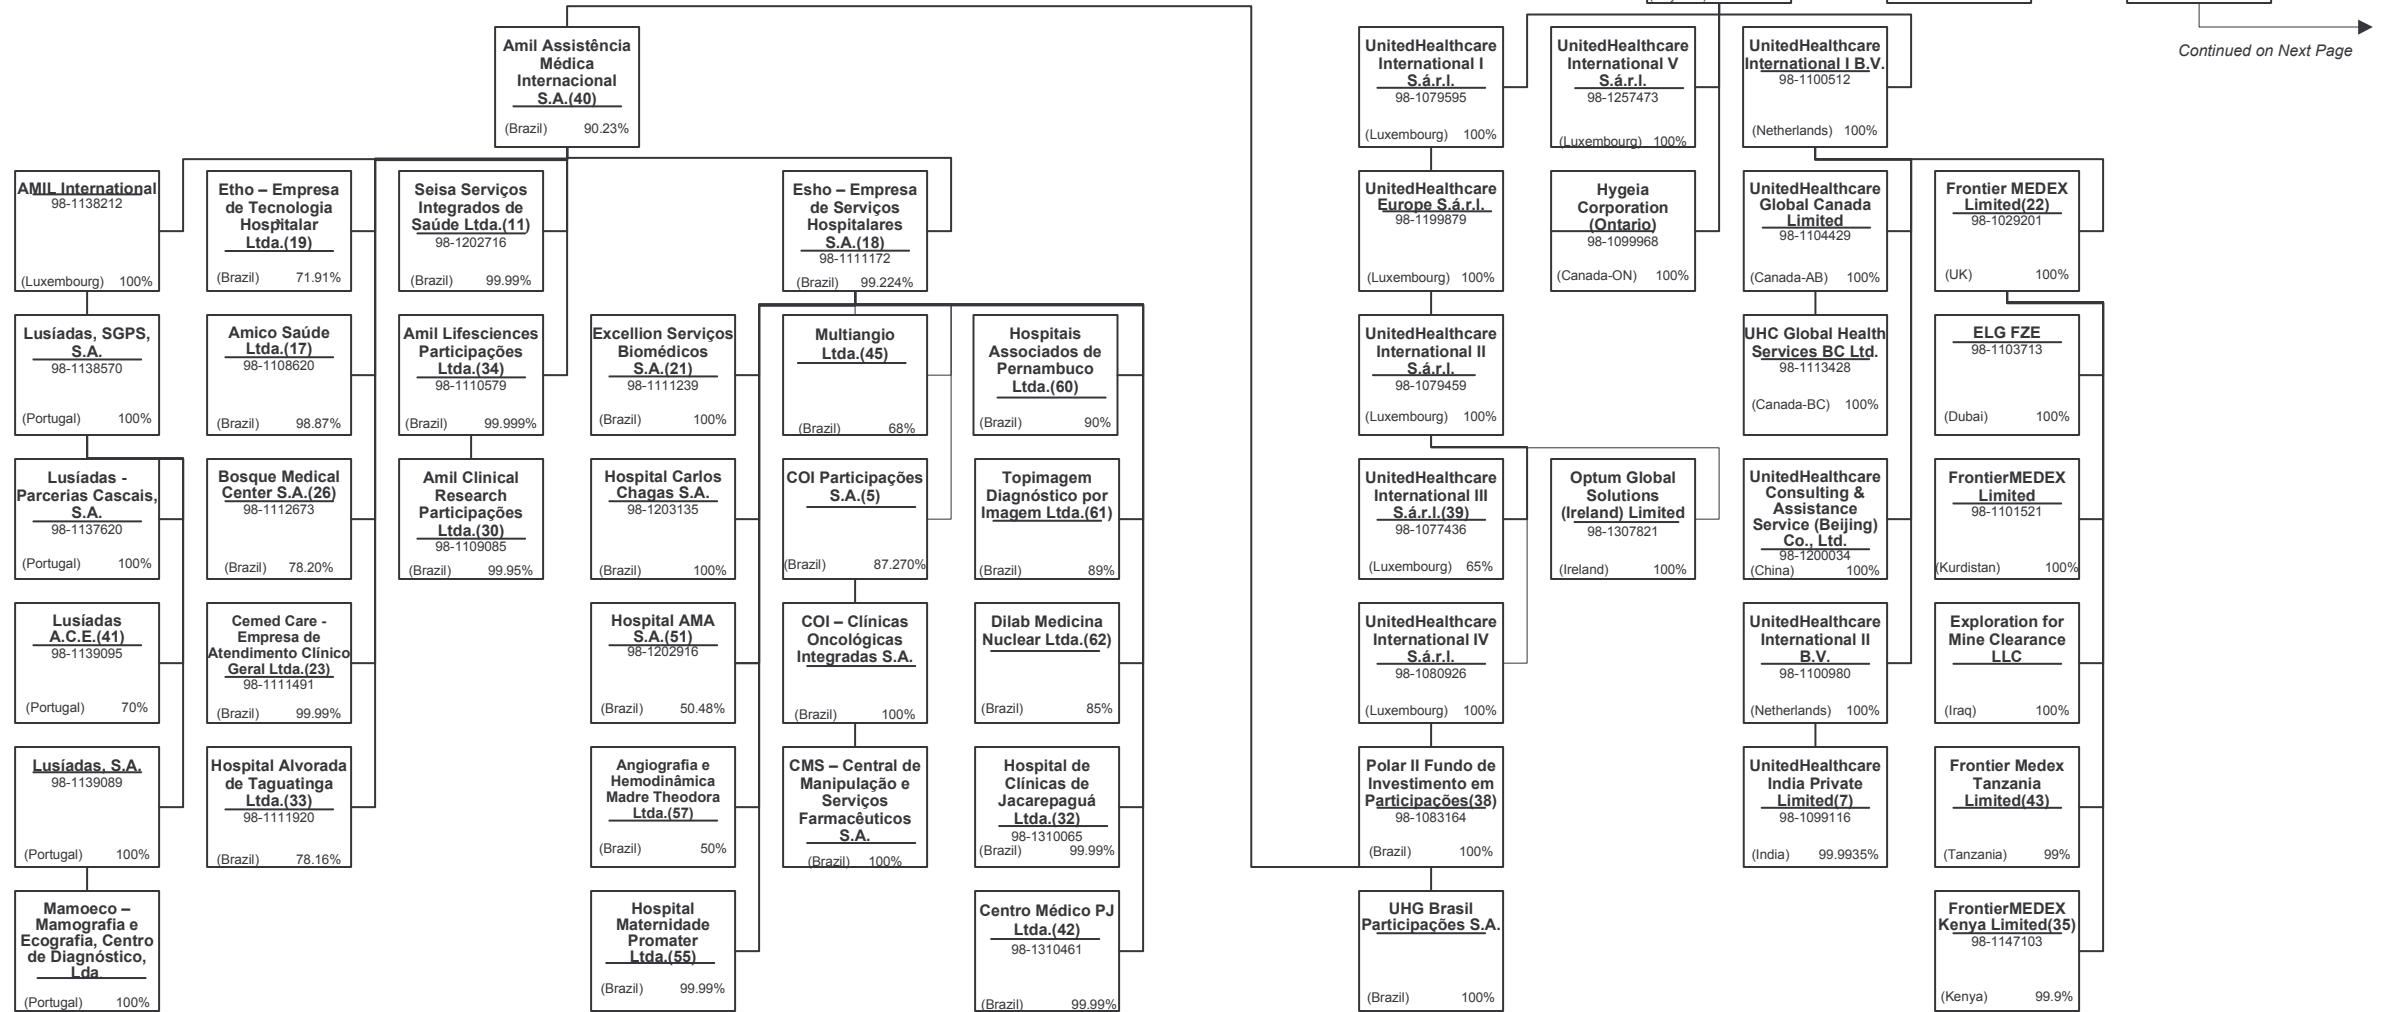 Continued on Next Page
Amil Assistência
Médica
Internacional
S.A.(40)
(Brazil) 90.23%
UnitedHealthcare
International I
S.á.r.l.
98-1079595
(Luxembourg) 100%
UnitedHealthcare
International V
S.á.r.l.
98-1257473
(Luxembourg) 100%
UnitedHealthcare
International I B.V.
98-1100512
(Netherlands) 100%
AMIL International
98-1138212
(Luxembourg) 100%
Etho – Empresa
de Tecnologia
Hospitalar
Ltda.(19)
(Brazil) 71.91%
Seisa Serviços
Integrados de
Saúde Ltda.(11)
98-1202716
(Brazil) 99.99%
Esho – Empresa
de Serviços
Hospitalares
S.A.(18)
98-1111172
(Brazil) 99.224%
UnitedHealthcare
Europe S.á.r.l.
98-1199879
(Luxembourg) 100%
Hygeia
Corporation
(Ontario)
98-1099968
(Canada-ON) 100%
UnitedHealthcare
Global Canada
Limited
98-1104429
(Canada-AB) 100%
Frontier MEDEX
Limited(22)
98-1029201
(UK) 100%
Lusíadas, SGPS,
S.A.
98-1138570
(Portugal) 100%
Amico Saúde
Ltda.(17)
98-1108620
(Brazil) 98.87%
Amil Lifesciences
Participações
Ltda.(34)
98-1110579
(Brazil) 99.999%
Excellion Serviços
Biomédicos
S.A.(21)
98-1111239
(Brazil) 100%
Multiangio
Ltda.(45)
(Brazil) 68%
Hospitais
Associados de
Pernambuco
Ltda.(60)
(Brazil) 90%
UnitedHealthcare
International II
S.á.r.l.
98-1079459
(Luxembourg) 100%
UHC Global Health
Services BC Ltd.
98-1113428
(Canada-BC) 100%
ELG FZE
98-1103713
(Dubai) 100%
Lusíadas -
Parcerias Cascais,
S.A.
98-1137620
(Portugal) 100%
Bosque Medical
Center S.A.(26)
98-1112673
(Brazil) 78.20%
Amil Clinical
Research
Participações
Ltda.(30)
98-1109085
(Brazil) 99.95%
Hospital Carlos
Chagas S.A.
98-1203135
(Brazil) 100%
COI Participações
S.A.(5)
(Brazil) 87.270%
Topimagem
Diagnóstico por
Imagem Ltda.(61)
(Brazil) 89%
UnitedHealthcare
International III
S.á.r.l.(39)
98-1077436
(Luxembourg) 65%
Optum Global
Solutions
(Ireland) Limited
98-1307821
(Ireland) 100%
UnitedHealthcare
Consulting &
Assistance
Service (Beijing)
Co., Ltd.
98-1200034
(China) 100%
FrontierMEDEX
Limited
98-1101521
(Kurdistan) 100%
Lusíadas
A.C.E.(41)
98-1139095
(Portugal) 70%
Cemed Care -
Empresa de
Atendimento Clínico
Geral Ltda.(23)
98-1111491
(Brazil) 99.99%
Hospital AMA
S.A.(51)
98-1202916
(Brazil) 50.48%
COI – Clínicas
Oncológicas
Integradas S.A.
(Brazil) 100%
Dilab Medicina
Nuclear Ltda.(62)
(Brazil) 85%
UnitedHealthcare
International IV
S.á.r.l.
98-1080926
(Luxembourg) 100%
UnitedHealthcare
International II
B.V.
98-1100980
(Netherlands) 100%
Exploration for
Mine Clearance
LLC
(Iraq) 100%
Lusíadas, S.A.
98-1139089
(Portugal) 100%
Hospital Alvorada
de Taguatinga
Ltda.(33)
98-1111920
(Brazil) 78.16%
Angiografia e
Hemodinâmica
Madre Theodora
Ltda.(57)
(Brazil) 50%
CMS – Central de
Manipulação e
Serviços
Farmacêuticos
S.A.
(Brazil) 100%
Hospital de
Clínicas de
Jacarepaguá
Ltda.(32)
98-1310065
(Brazil) 99.99%
Polar II Fundo de
Investimento em
Participações(38)
98-1083164
(Brazil) 100%
UnitedHealthcare
India Private
Limited(7)
98-1099116
(India) 99.9935%
Frontier Medex
Tanzania
Limited(43)
(Tanzania) 99%
Mamoeco –
Mamografia e
Ecografia, Centro
de Diagnóstico,
Lda.
(Portugal) 100%
Hospital
Maternidade
Promater
Ltda.(55)
(Brazil) 99.99%
Centro Médico PJ
Ltda.(42)
98-1310461
(Brazil) 99.99%
UHG Brasil
Participações S.A.
(Brazil) 100%
FrontierMEDEX
Kenya Limited(35)
98-1147103
(Kenya) 99.9%